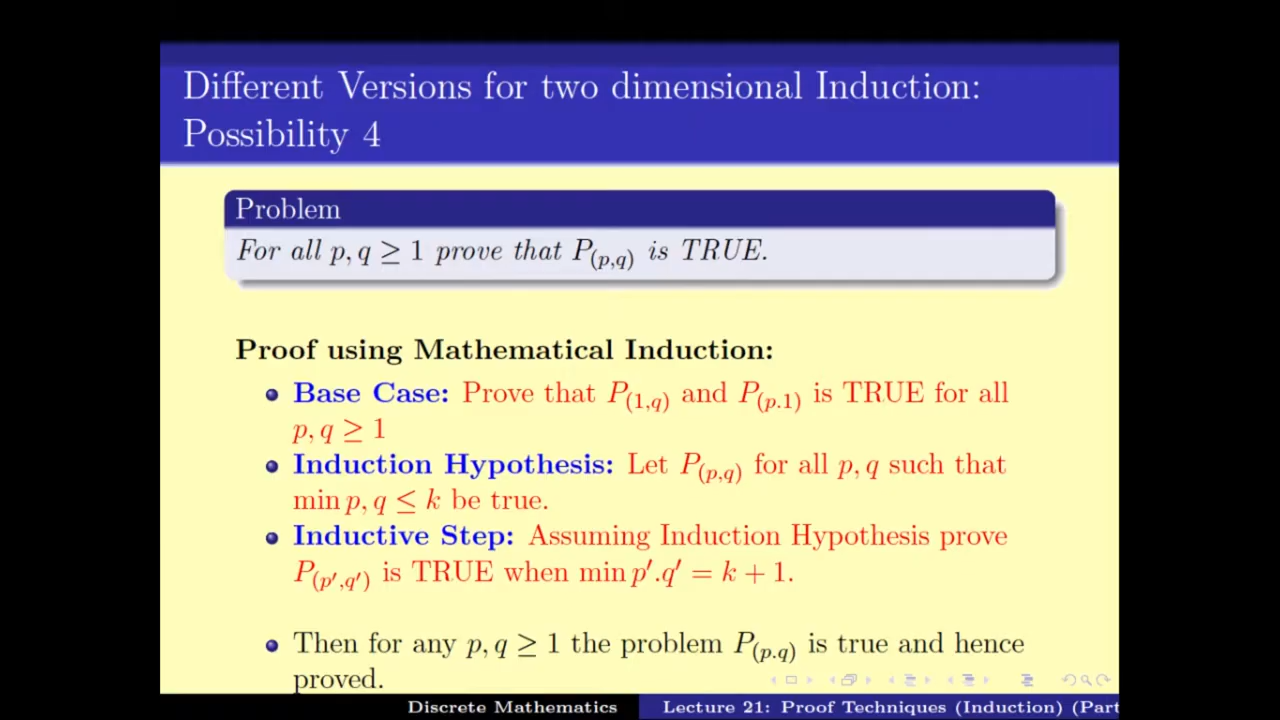 Different Versions for two dimensional Induction:
Possibility 4
Problem
For all p, q ≥ 1 prove that P(p,q) is TRUE.
Proof using Mathematical Induction:
Base Case: Prove that P(1,q) and P(p.1) is TRUE for all
p, q ≥ 1
Induction Hypothesis: Let P(p,q) for all p, q such that
min p, q ≤ k be true.
Inductive Step: Assuming Induction Hypothesis prove
P(p′,q′) is TRUE when min p′.q′ = k + 1.
Then for any p, q ≥ 1 the problem P(p.q) is true and hence
proved.
Discrete Mathematics Lecture 21: Proof Techniques (Induction) (Part